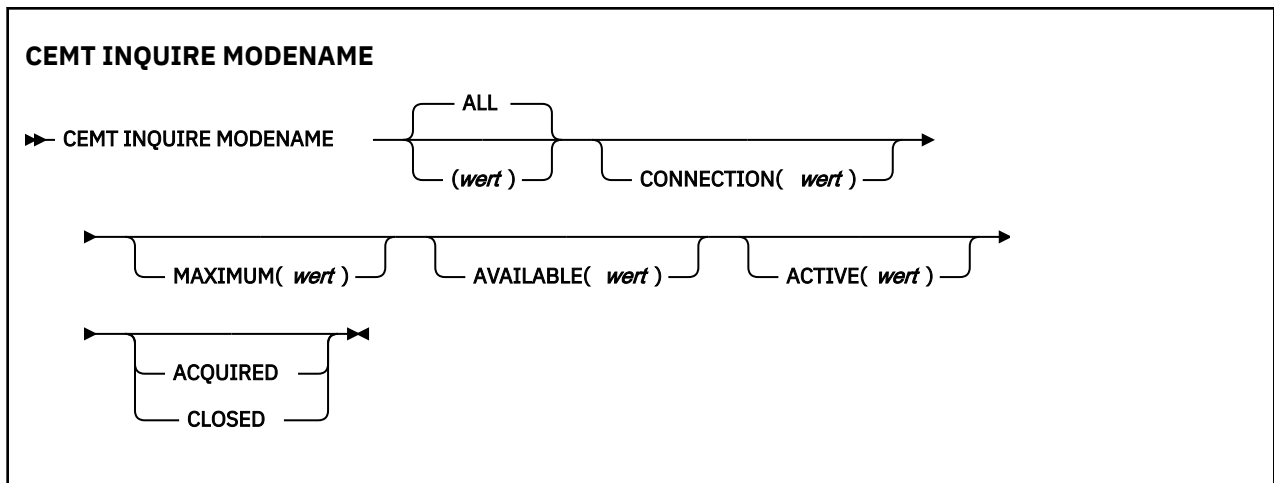 CEMT INQUIRE MODENAME
ALL
CEMT INQUIRE MODENAME
(wert )
CONNECTION( wert )
MAXIMUM( wert )
AVAILABLE( wert )
ACTIVE( wert )
ACQUIRED
CLOSED